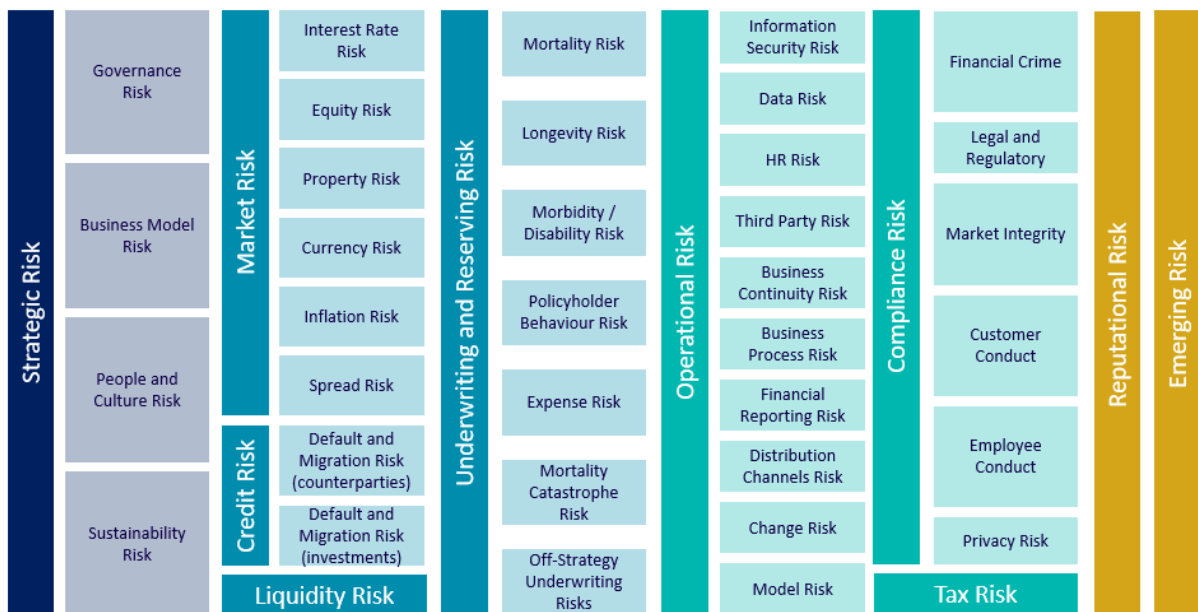 Strategic Risk
Governance
Risk
Business Model
Risk
People and
Culture Risk
Sustainability
Risk
Market Risk
Interest Rate
Risk
Equity Risk
Property Risk
Currency Risk
Inflation Risk
Spread Risk
Credit Risk
Default and
Migration Risk
(counterparties)
Default and
Migration Risk
(investments)
Liquidity Risk
Underwriting and Reserving Risk
Mortality Risk
Longevity Risk
Morbidity /
Disability Risk
Policyholder
Behaviour Risk
Expense Risk
Mortality
Catastrophe
Risk
Off-Strategy
Underwriting
Risks
Operational Risk
Information
Security Risk
Data Risk
HR Risk
Third Party Risk
Business
Continuity Risk
Business
Process Risk
Financial
Reporting Risk
Distribution
Channels Risk
Change Risk
Model Risk
Compliance Risk
Financial Crime
Legal and
Regulatory
Market Integrity
Customer
Conduct
Employee
Conduct
Privacy Risk
Tax Risk
Reputational Risk
Emerging Risk